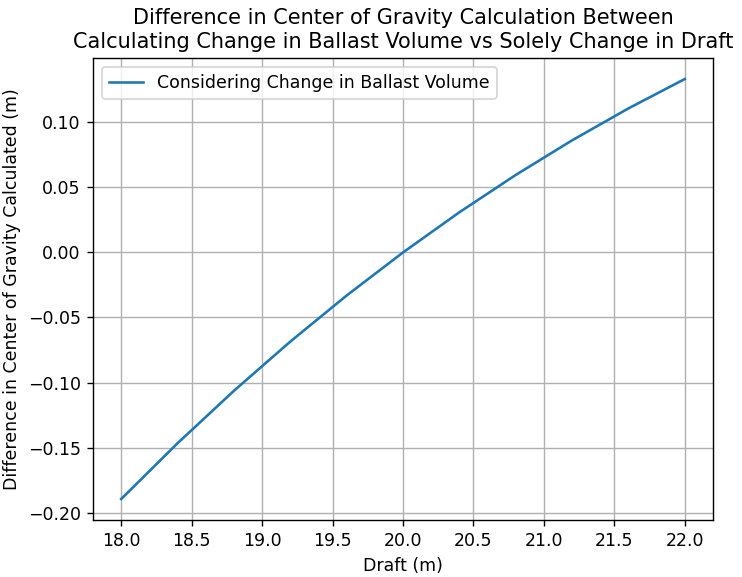 Difference in Center of Gravity Calculation Between
Calculating Change in Ballast Volume vs Solely Change in Draft
Considering Change in Ballast Volume
Difference in Center of Gravity Calculated (m)
0.10
0.05
0.00
−0.05
−0.10
−0.15
−0.20
18.0 18.5 19.0 19.5 20.0 20.5 21.0 21.5 22.0
Draft (m)